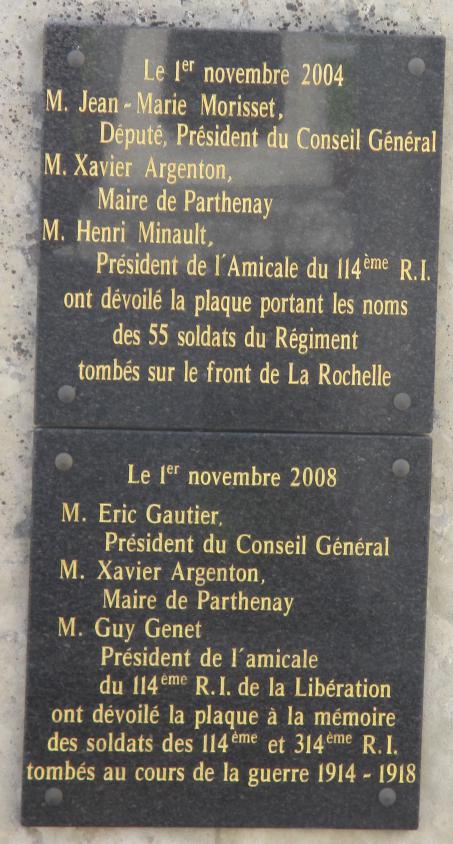 Le 1er novembre 2004
M. Jean-Marie Morisset,
Député, Président du Conseil Général
M. Xavier Argenton,
Maire de Parthenay
M. Henri Minault,
Président de l'Amicale du 114ème R.I.
ont dévoilé la plaque portant les noms
des 55 soldats du Régiment
tombés sur le front de La Rochelle
Le 1er novembre 2008
M. Eric Gautier,
Président du Conseil Général
M. Xavier Argenton,
Maire de Parthenay
M. Guy Genet
Président de l'amicale
du 114ème R.I. de la Libération
ont dévoilé la plaque à la mémoire
des soldats des 114ème et 314ème R.I.
tombés au cours de la guerre 1914 - 1918